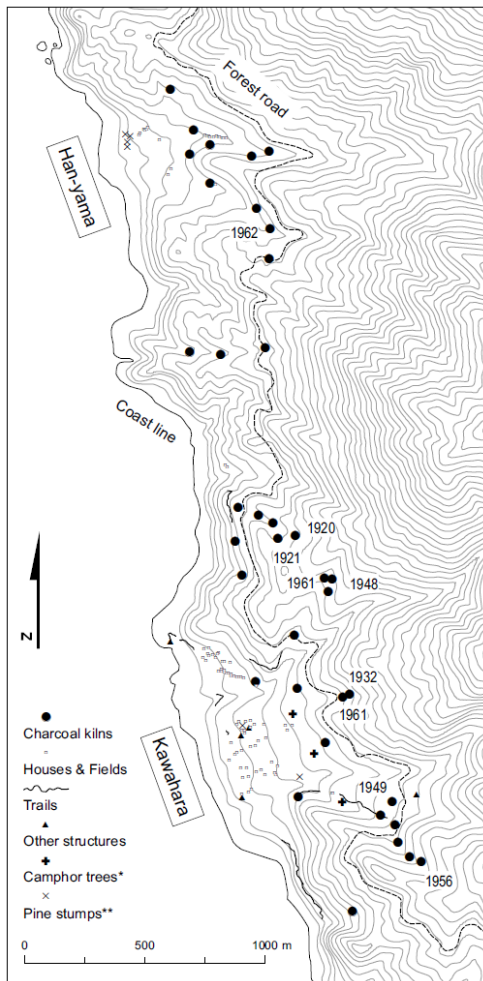 Forest road
Han-yama
1962
Coast line
1920
1921
1961
1948
N
1932
1961
Charcoal kilns
Houses & Fields
Kawahara
1949
Trails
Other structures
Camphor trees*
1956
Pine stumps**
0 500 1000 m